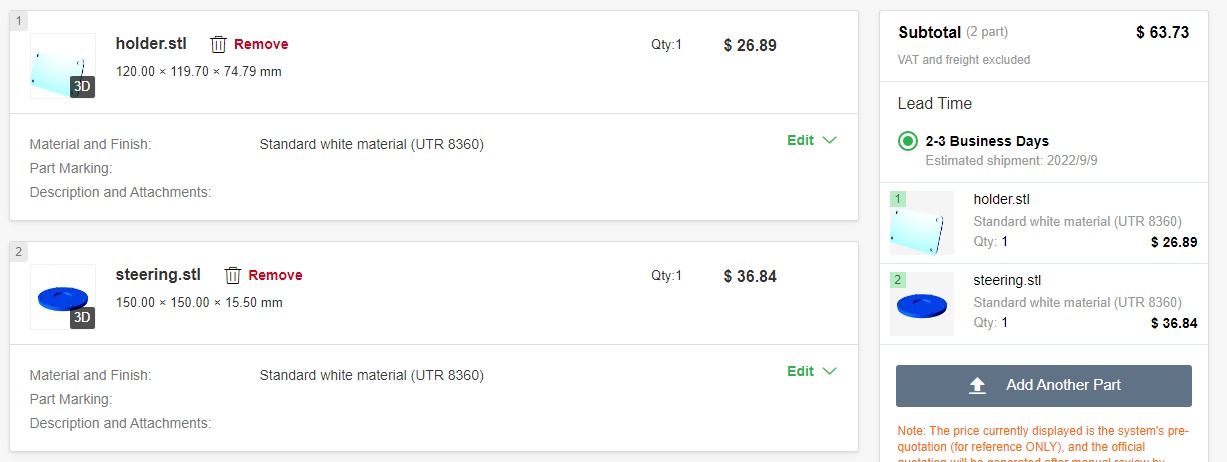 1
holder.stl Remove Qty:1 $ 26.89
120.00 × 119.70 × 74.79 mm
3D
Material and Finish: Standard white material (UTR 8360) Edit
Part Marking:
Description and Attachments:
2
steering.stl Remove Qty:1 $ 36.84
150.00 × 150.00 × 15.50 mm
3D
Material and Finish: Standard white material (UTR 8360) Edit
Part Marking:
Description and Attachments:
Subtotal (2 part) $ 63.73
VAT and freight excluded
Lead Time
2-3 Business Days
Estimated shipment: 2022/9/9
1
holder.stl
Standard white material (UTR 8360)
Qty: 1 $ 26.89
2
steering.stl
Standard white material (UTR 8360)
Qty: 1 $ 36.84
Add Another Part
Note: The price currently displayed is the system's pre-
quotation (for reference ONLY), and the official
quotation will be generated after manual review by